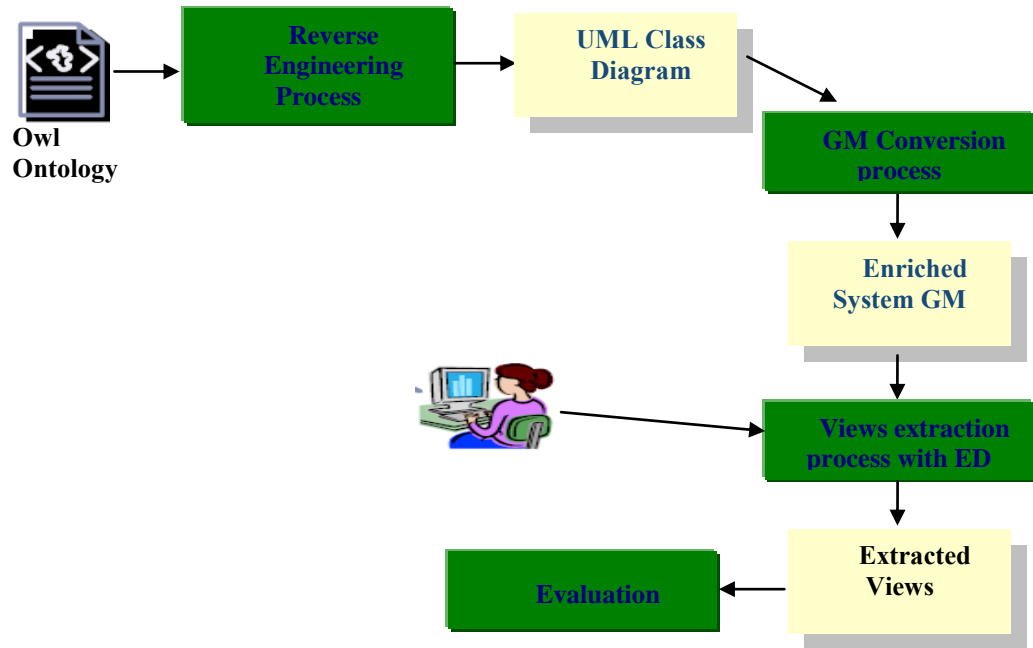 Reverse
Engineering
Process
UML Class
Diagram
Owl
Ontology
GM Conversion
process
Enriched
System GM
Views extraction
process with ED
Extracted
Views
Evaluation